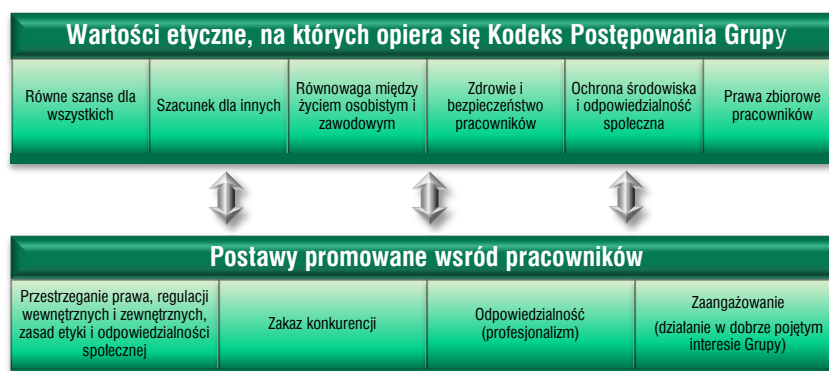 Wartości etyczne, na których opiera się Kodeks Postępowania Grupy
Równe szanse dla
wszystkich
Szacunek dla innych
Równowaga między
życiem osobistym i
zawodowym
Zdrowie i
bezpieczeństwo
pracowników
Ochrona środowiska
i odpowiedzialność
społeczna
Prawa zbiorowe
pracowników
Postawy promowane wsród pracowników
Przestrzeganie prawa, regulacji
wewnętrznych i zewnętrznych,
zasad etyki i odpowiedzialności
społecznej
Zakaz konkurencji
Odpowiedzialność
(profesjonalizm)
Zaangażowanie
(działanie w dobrze pojętym
interesie Grupy)